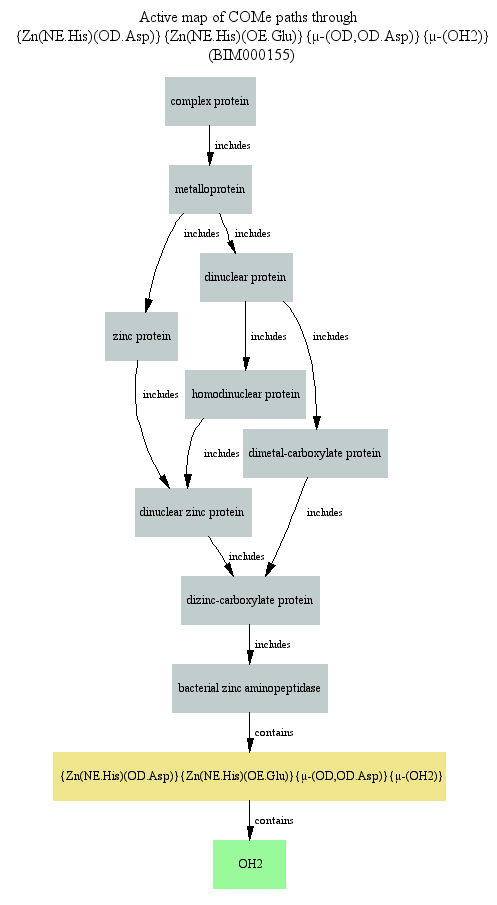 Active map of COMe paths through
{Zn(NE.His)(OD.Asp)}{Zn(NE.His)(OE.Glu)}{μ-(OD,OD.Asp)}{μ-(OH2)}
(BIM000155)
complex protein
includes
metalloprotein
includes
includes
dinuclear protein
zinc protein
includes
includes
includes
homodinuclear protein
includes
dimetal-carboxylate protein
dinuclear zinc protein
includes
includes
dizinc-carboxylate protein
includes
bacterial zinc aminopeptidase
contains
{Zn(NE.His)(OD.Asp)}{Zn(NE.His)(OE.Glu)}{μ-(OD,OD.Asp)}{μ-(OH2)}
contains
OH2